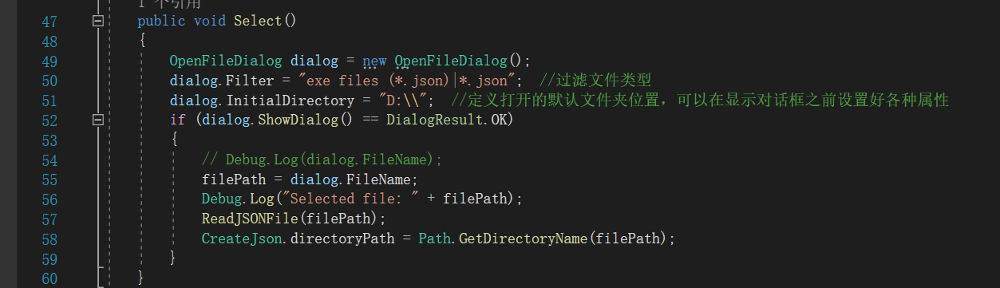 1 个引用
47 public void Select()
48 {
49 OpenFileDialog dialog = new OpenFileDialog();
50 dialog.Filter = "exe files (*.json)|*.json"; //过滤文件类型
51 dialog.InitialDirectory = "D:\\"; //定义打开的默认文件夹位置，可以在显示对话框之前设置好各种属性
52 if (dialog.ShowDialog() == DialogResult.OK)
53 {
54 // Debug.Log(dialog.FileName);
55 filePath = dialog.FileName;
56 Debug.Log("Selected file: " + filePath);
57 ReadJSONFile(filePath);
58 CreateJson.directoryPath = Path.GetDirectoryName(filePath);
59 }
60 }